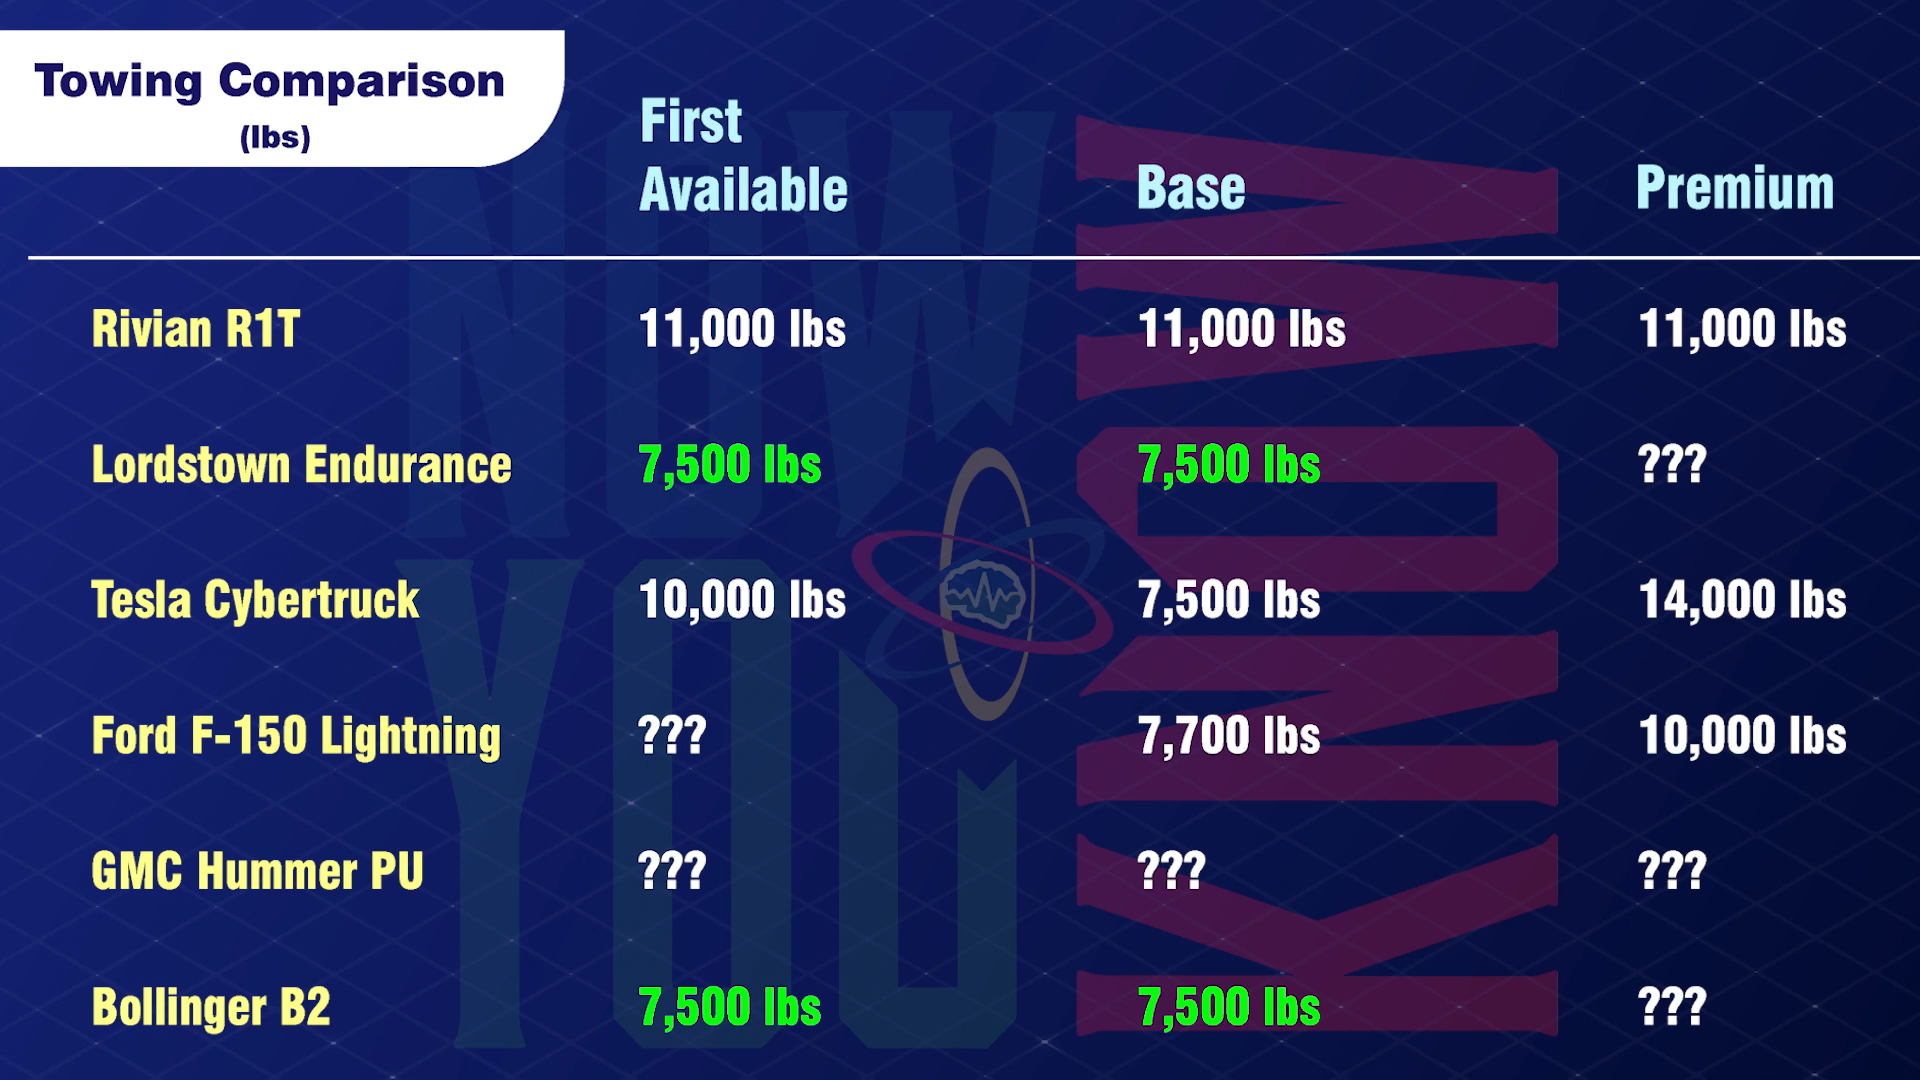 Towing Comparison
(lbs)
First
Available
Base
Premium
Rivian R1T 11,000 lbs 11,000 lbs 11,000 lbs
Lordstown Endurance 7,500 lbs 7,500 lbs ???
Tesla Cybertruck 10,000 lbs 7,500 lbs 14,000 lbs
Ford F-150 Lightning ??? 7,700 lbs 10,000 lbs
GMC Hummer PU ??? ??? ???
Bollinger B2 7,500 lbs 7,500 lbs ???
NOW
YOU
KNOW